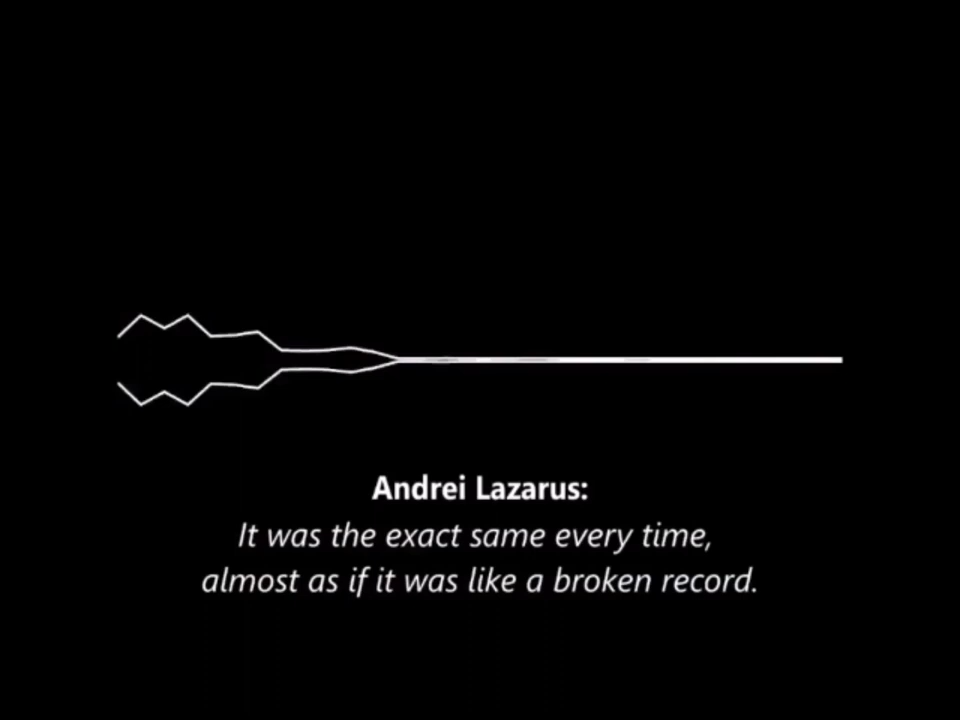 Andrei Lazarus:
It was the exact same every time,
almost as if it was like a broken record.